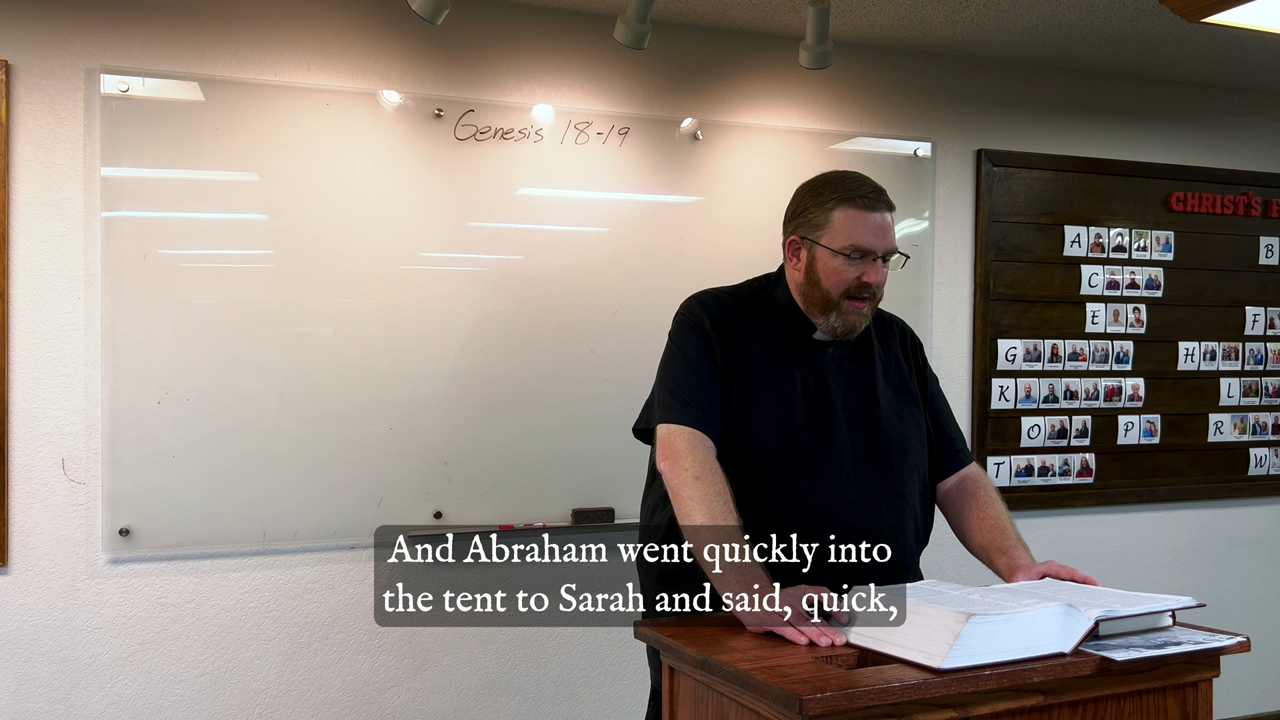 Genesis 18-19
CHRIST'S
A
B
C
E
F
G
H
K
L
O
P
R
T
W
And Abraham went quickly into
the tent to Sarah and said, quick,